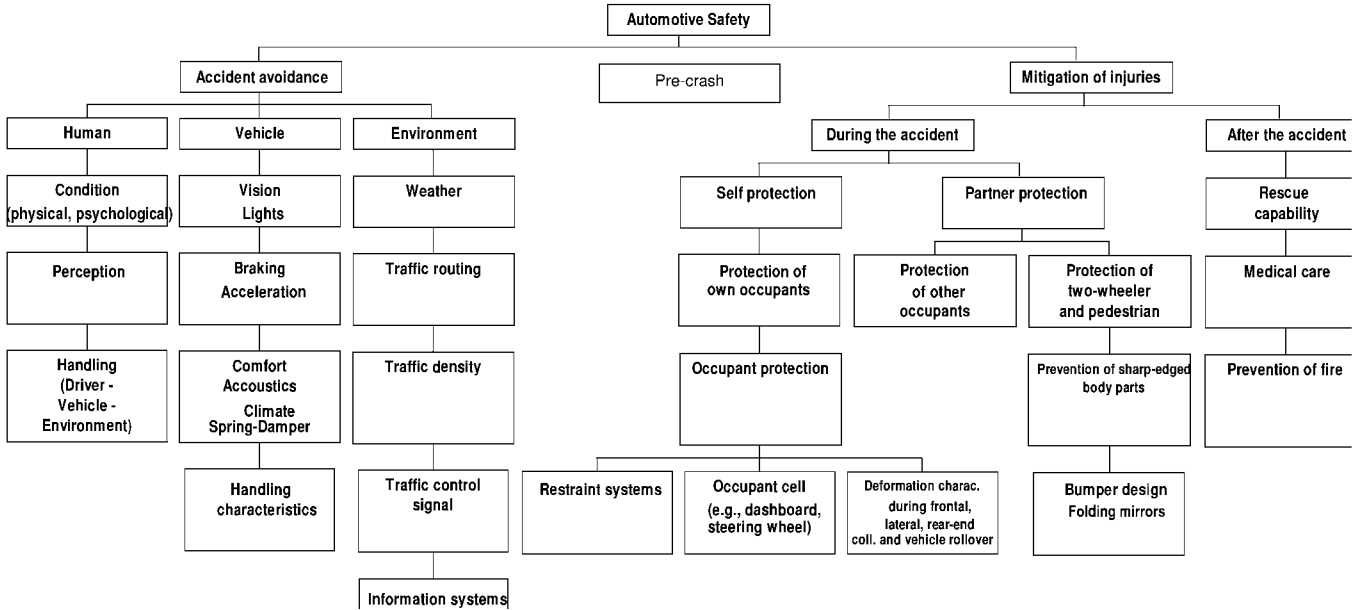 Automotive Safety
Accident avoidance
Pre-crash
Mitigation of injuries
Human
Vehicle
Environment
During the accident
After the accident
Condition
(physical, psychological)
Vision
Lights
Weather
Self protection
Partner protection
Rescue
capability
Perception
Braking
Acceleration
Traffic routing
Protection of
own occupants
Protection
of other
occupants
Protection of
two-wheeler
and pedestrian
Medical care
Handling
(Driver -
Vehicle -
Environment)
Comfort
Accoustics
Climate
Spring-Damper
Traffic density
Occupant protection
Prevention of sharp-edged
body parts
Prevention of fire
Handling
characteristics
Traffic control
signal
Restraint systems
Occupant cell
(e.g., dashboard,
steering wheel)
Deformation charac.
during frontal,
lateral, rear-end
coll. and vehicle rollover
Bumper design
Folding mirrors
Information systems